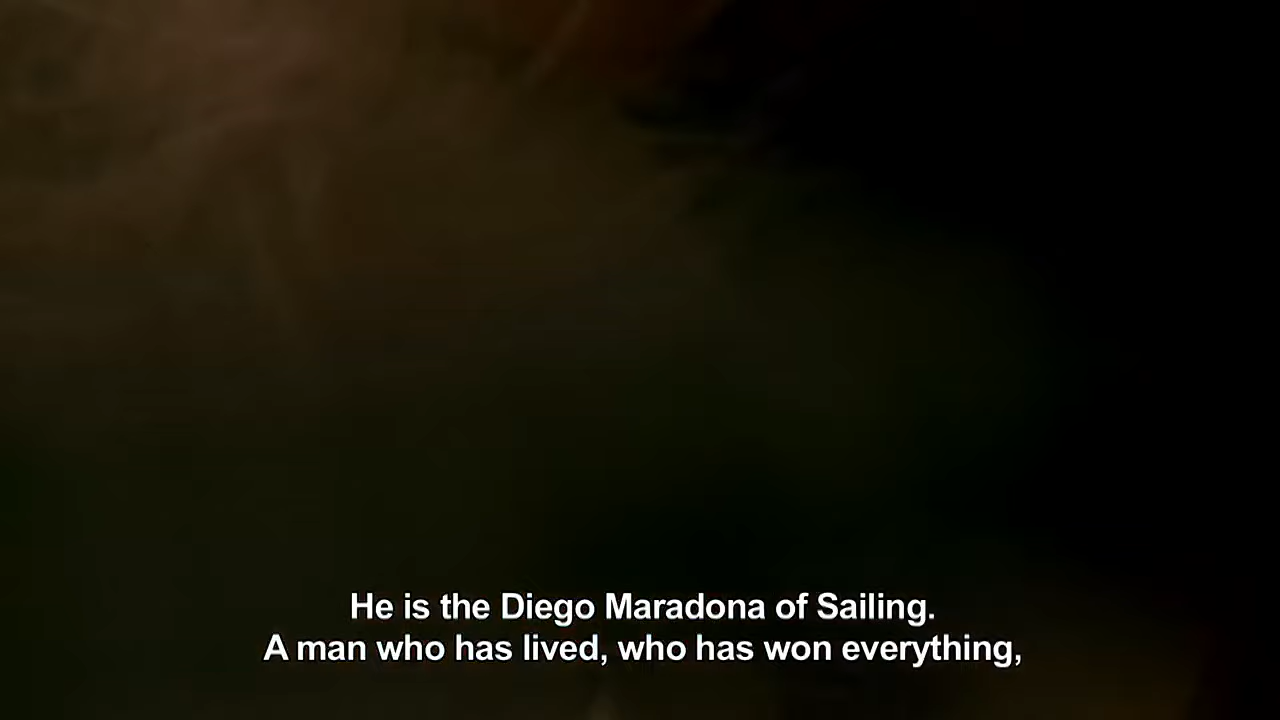 He is the Diego Maradona of Sailing.
A man who has lived, who has won everything,